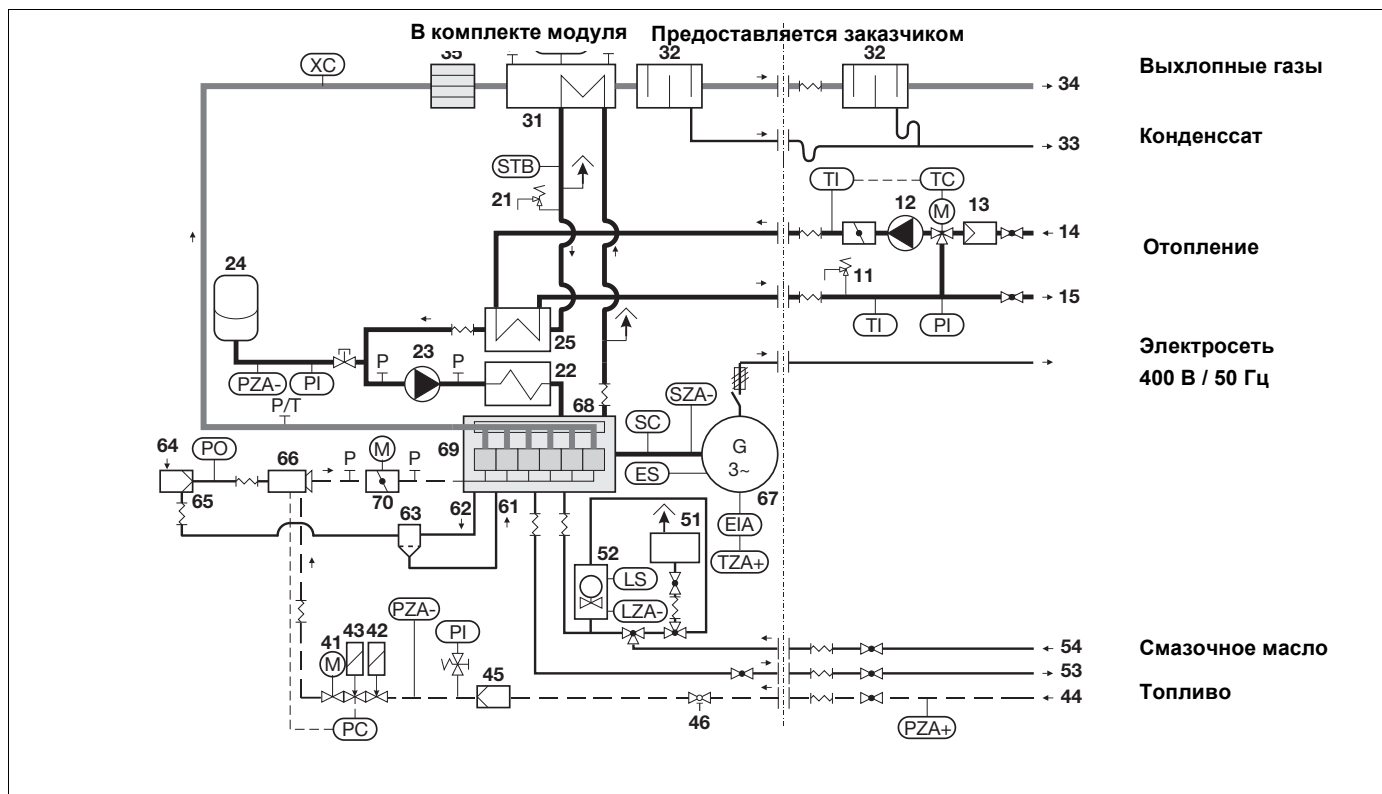 В комплекте модуля Предоставляется заказчиком
XC 35 32 32
Выхлопные газы
34
31
Конденссат
33
STB
TI TC
21 12 M 13
14
Отопление
24
11
15
25 TI PI
Электросеть
400 В / 50 Гц
P 23 P 22
PZA- PI
P/T 68 SZA-
SC
64 PO 66 P M P 69 G
3~
ES
65 70 67
62 61
63 51 EIA
52 TZA+
LS
PZA- LZA-
PI
41 43 42
M 54 Смазочное масло
45 53
Топливо
44
46
PC PZA+